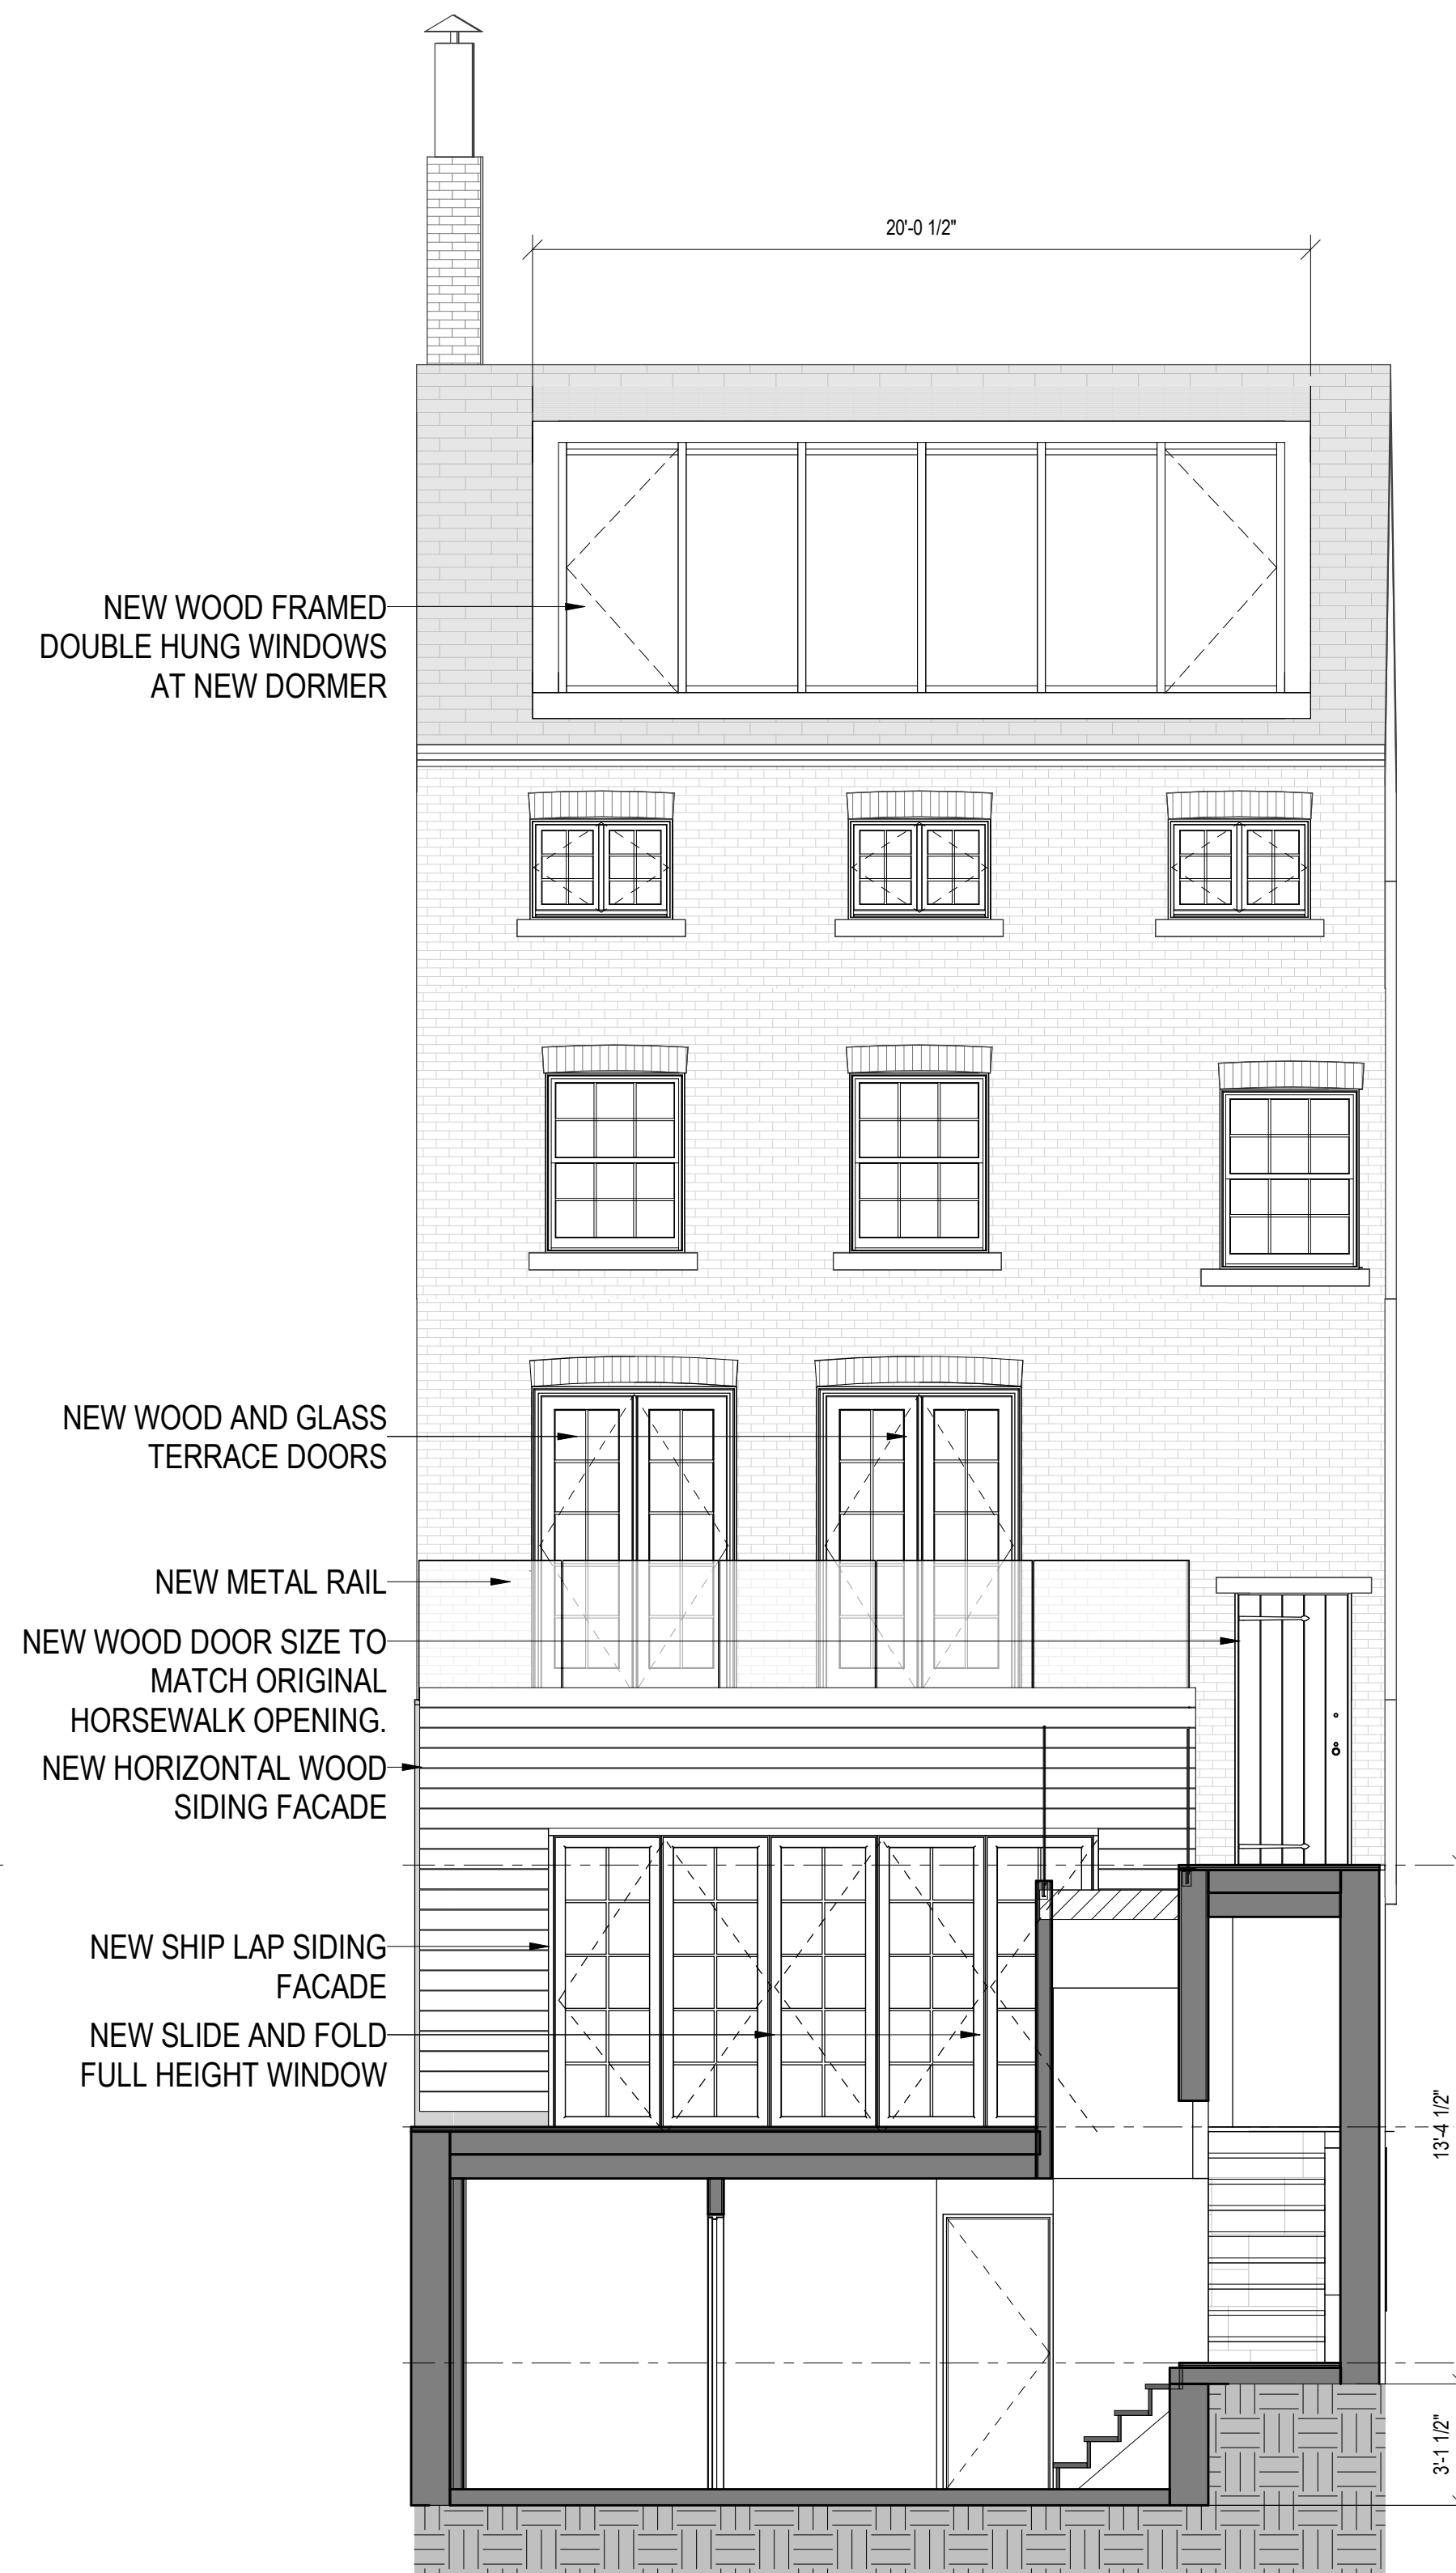 20'-0 1/2"
NEW WOOD FRAMED
DOUBLE HUNG WINDOWS
AT NEW DORMER
NEW WOOD AND GLASS
TERRACE DOORS
NEW METAL RAIL
NEW WOOD DOOR SIZE TO
MATCH ORIGINAL
HORSEWALK OPENING.
NEW HORIZONTAL WOOD
SIDING FACADE
NEW SHIP LAP SIDING
FACADE
NEW SLIDE AND FOLD
FULL HEIGHT WINDOW
13'-4 1/2"
3'-1 1/2"